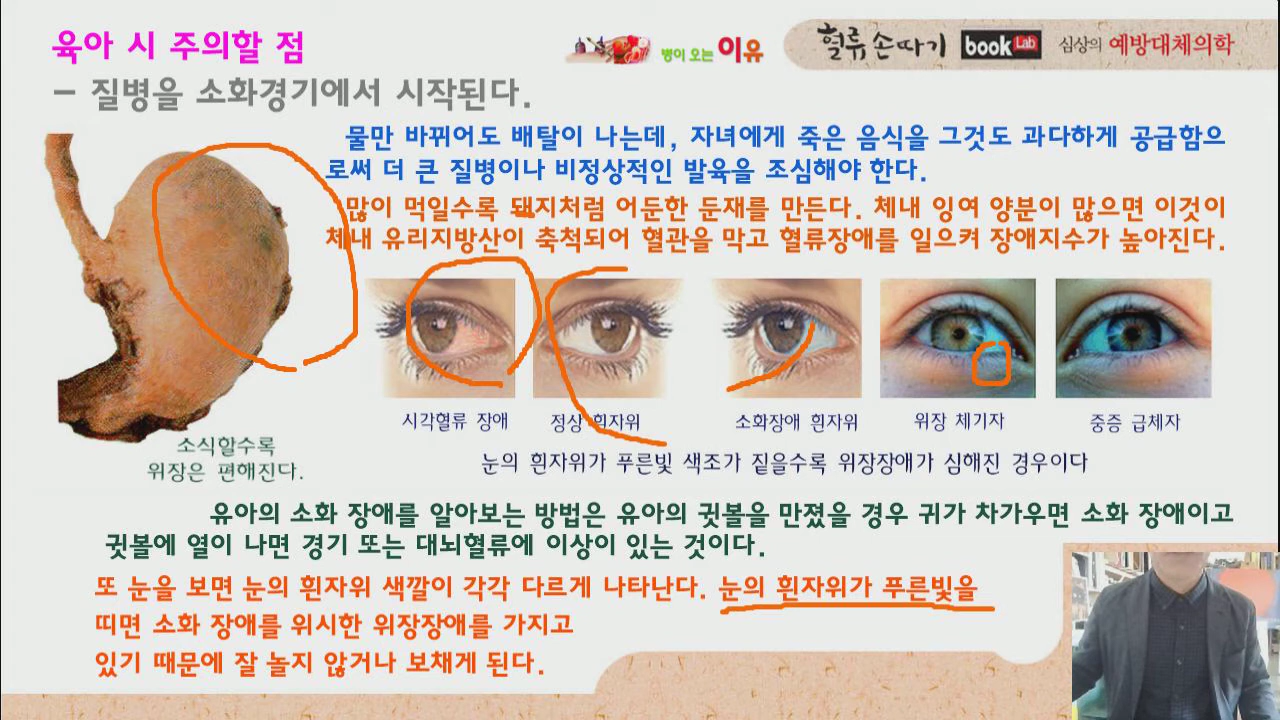 육아 시 주의할 점
병이 오는 이유
혈류 손따기 book Lab 심상의 예방대체의학
– 질병을 소화경기에서 시작된다.
물만 바뀌어도 배탈이 나는데, 자녀에게 죽은 음식을 그것도 과다하게 공급함으
로써 더 큰 질병이나 비정상적인 발육을 조심해야 한다.
많이 먹일수록 돼지처럼 어둔한 둔재를 만든다. 체내 잉여 양분이 많으면 이것이
체내 유리지방산이 축척되어 혈관을 막고 혈류장애를 일으켜 장애지수가 높아진다.
시각혈류 장애
정상 흰자위
소화장애 흰자위
위장 체기자
중증 급체자
소식할수록
위장은 편해진다.
눈의 흰자위가 푸른빛 색조가 짙을수록 위장장애가 심해진 경우이다
유아의 소화 장애를 알아보는 방법은 유아의 귓볼을 만졌을 경우 귀가 차가우면 소화 장애이고
귓볼에 열이 나면 경기 또는 대뇌혈류에 이상이 있는 것이다.
또 눈을 보면 눈의 흰자위 색깔이 각각 다르게 나타난다. 눈의 흰자위가 푸른빛을
띠면 소화 장애를 위시한 위장장애를 가지고
있기 때문에 잘 놀지 않거나 보채게 된다.